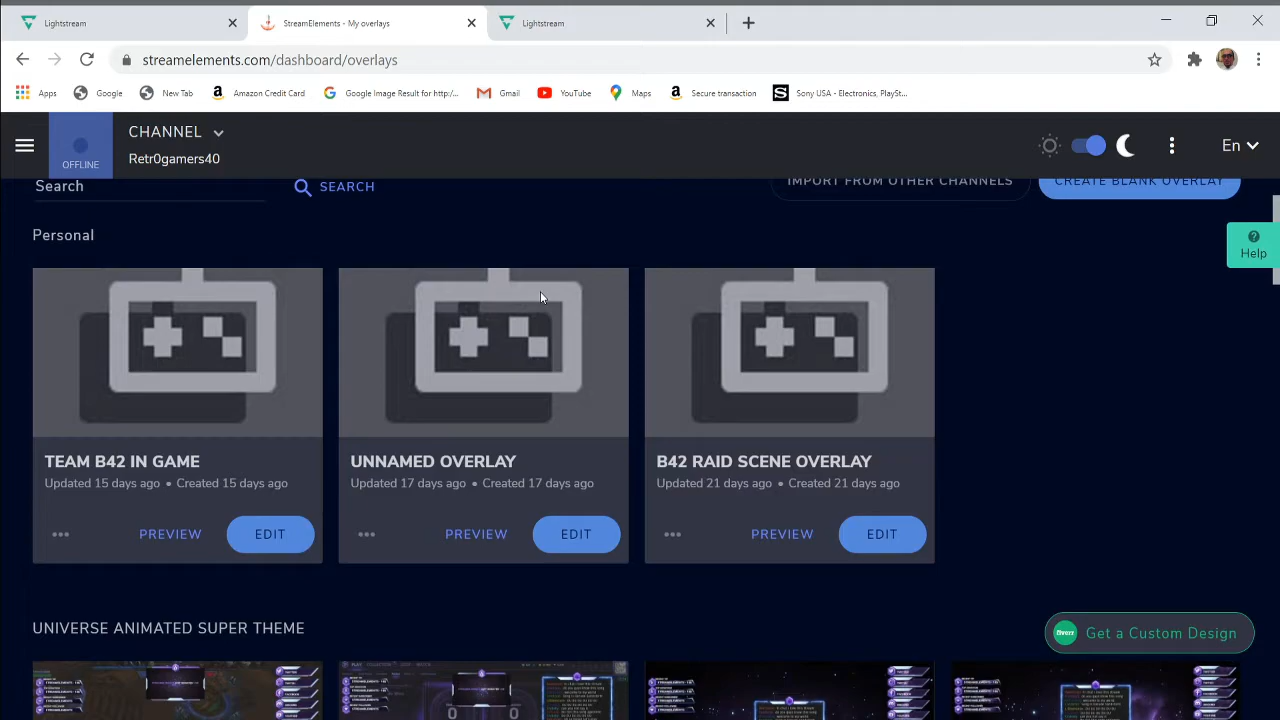 Lightstream
StreamElements - My overlays
Lightstream
streamelements.com/dashboard/overlays
Apps
Google
New Tab
Amazon Credit Card
Google Image Result for http:/...
Gmail
YouTube
Maps
Secure transaction
Sony USA - Electronics, PlaySt...
OFFLINE
CHANNEL
Retr0gamers40
En
Search
SEARCH
IMPORT FROM OTHER CHANNELS
CREATE BLANK OVERLAY
Help
Personal
TEAM B42 IN GAME
Updated 15 days ago • Created 15 days ago
PREVIEW
EDIT
UNNAMED OVERLAY
Updated 17 days ago • Created 17 days ago
PREVIEW
EDIT
B42 RAID SCENE OVERLAY
Updated 21 days ago • Created 21 days ago
PREVIEW
EDIT
UNIVERSE ANIMATED SUPER THEME
fiverr
Get a Custom Design